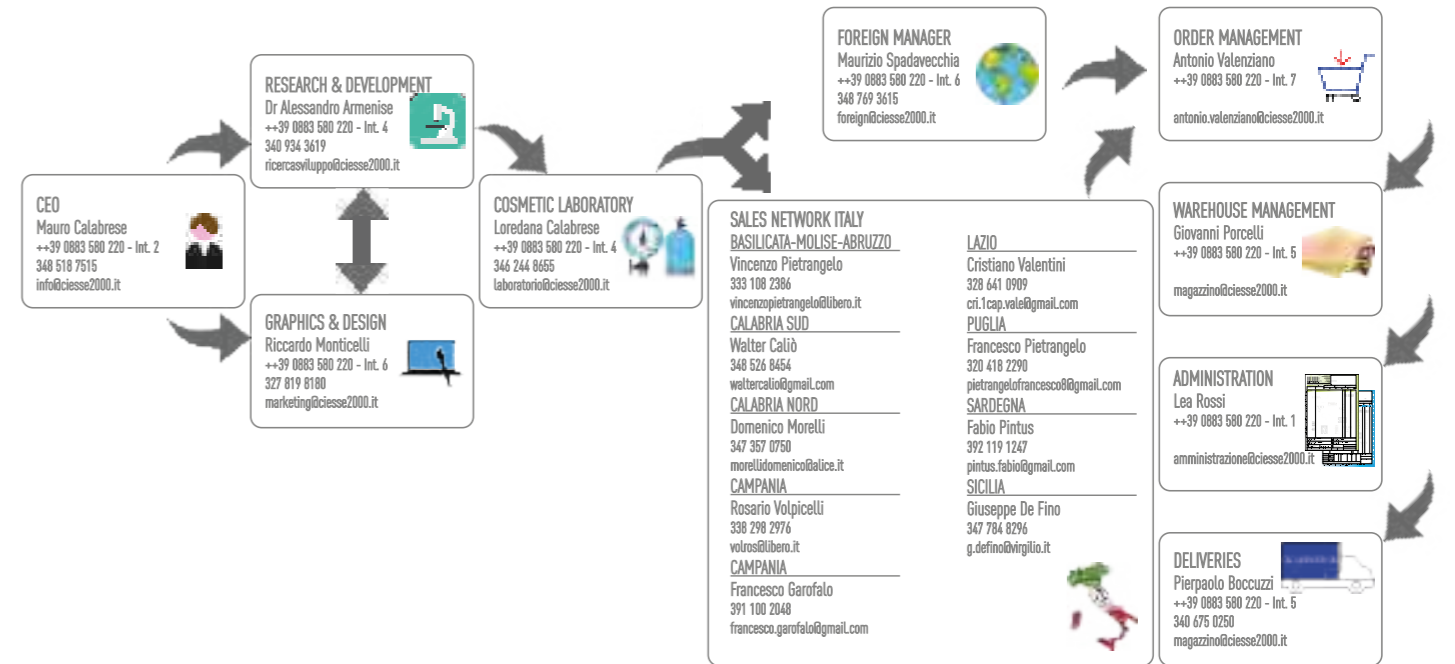 CEO
Mauro Calabrese
++39 0883 580 220 - Int. 2
348 518 7515
info@ciesse2000.it
RESEARCH & DEVELOPMENT
Dr Alessandro Armenise
++39 0883 580 220 - Int. 4
340 934 3619
ricercasviluppo@ciesse2000.it
GRAPHICS & DESIGN
Riccardo Monticelli
++39 0883 580 220 - Int. 6
327 819 8180
marketing@ciesse2000.it
COSMETIC LABORATORY
Loredana Calabrese
++39 0883 580 220 - Int. 4
346 244 8655
laboratorio@ciesse2000.it
FOREIGN MANAGER
Maurizio Spadavecchia
++39 0883 580 220 - Int. 6
348 769 3615
foreign@ciesse2000.it
SALES NETWORK ITALY
BASILICATA-MOLISE-ABRUZZO
Vincenzo Pietrangelo
333 108 2386
vincenzopietrangelo@libero.it
CALABRIA SUD
Walter Caliò
348 526 8454
waltercalio@gmail.com
CALABRIA NORD
Domenico Morelli
347 357 0750
morellidomenico@alice.it
CAMPANIA
Rosario Volpicelli
338 298 2976
volros@libero.it
CAMPANIA
Francesco Garofalo
391 100 2048
francesco.garofalo@gmail.com
LAZIO
Cristiano Valentini
328 641 0909
cri.1cap.vale@gmail.com
PUGLIA
Francesco Pietrangelo
320 418 2290
pietrangelofrancesco8@gmail.com
SARDEGNA
Fabio Pintus
392 119 1247
pintus.fabio@gmail.com
SICILIA
Giuseppe De Fino
347 784 8296
g.defino@virgilio.it
ORDER MANAGEMENT
Antonio Valenziano
++39 0883 580 220 - Int. 7
antonio.valenziano@ciesse2000.it
WAREHOUSE MANAGEMENT
Giovanni Porcelli
++39 0883 580 220 - Int. 5
magazzino@ciesse2000.it
ADMINISTRATION
Lea Rossi
++39 0883 580 220 - Int. 1
amministrazione@ciesse2000.it
DELIVERIES
Pierpaolo Boccuzzi
++39 0883 580 220 - Int. 5
340 675 0250
magazzino@ciesse2000.it